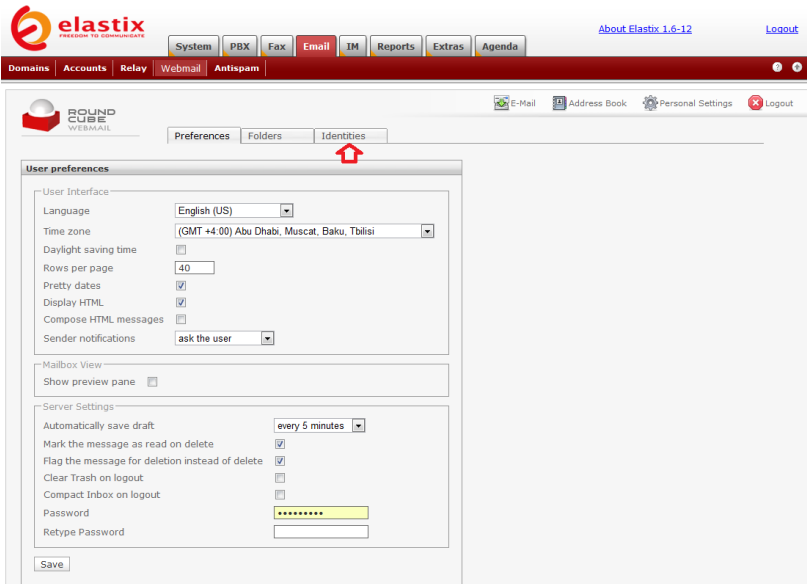 elastix
FREEDOM TO COMMUNICATE
About Elastix 1.6-12 Logout
System PBX Fax Email IM Reports Extras Agenda
Domains Accounts Relay Webmail Antispam
ROUND
CUBE
WEBMAIL
E-Mail Address Book Personal Settings Logout
Preferences Folders Identities
User preferences
User Interface
Language English (US)
Time zone (GMT +4:00) Abu Dhabi, Muscat, Baku, Tbilisi
Daylight saving time
Rows per page 40
Pretty dates
Display HTML
Compose HTML messages
Sender notifications ask the user
Mailbox View
Show preview pane
Server Settings
Automatically save draft every 5 minutes
Mark the message as read on delete
Flag the message for deletion instead of delete
Clear Trash on logout
Compact Inbox on logout
Password •••••••••
Retype Password
Save